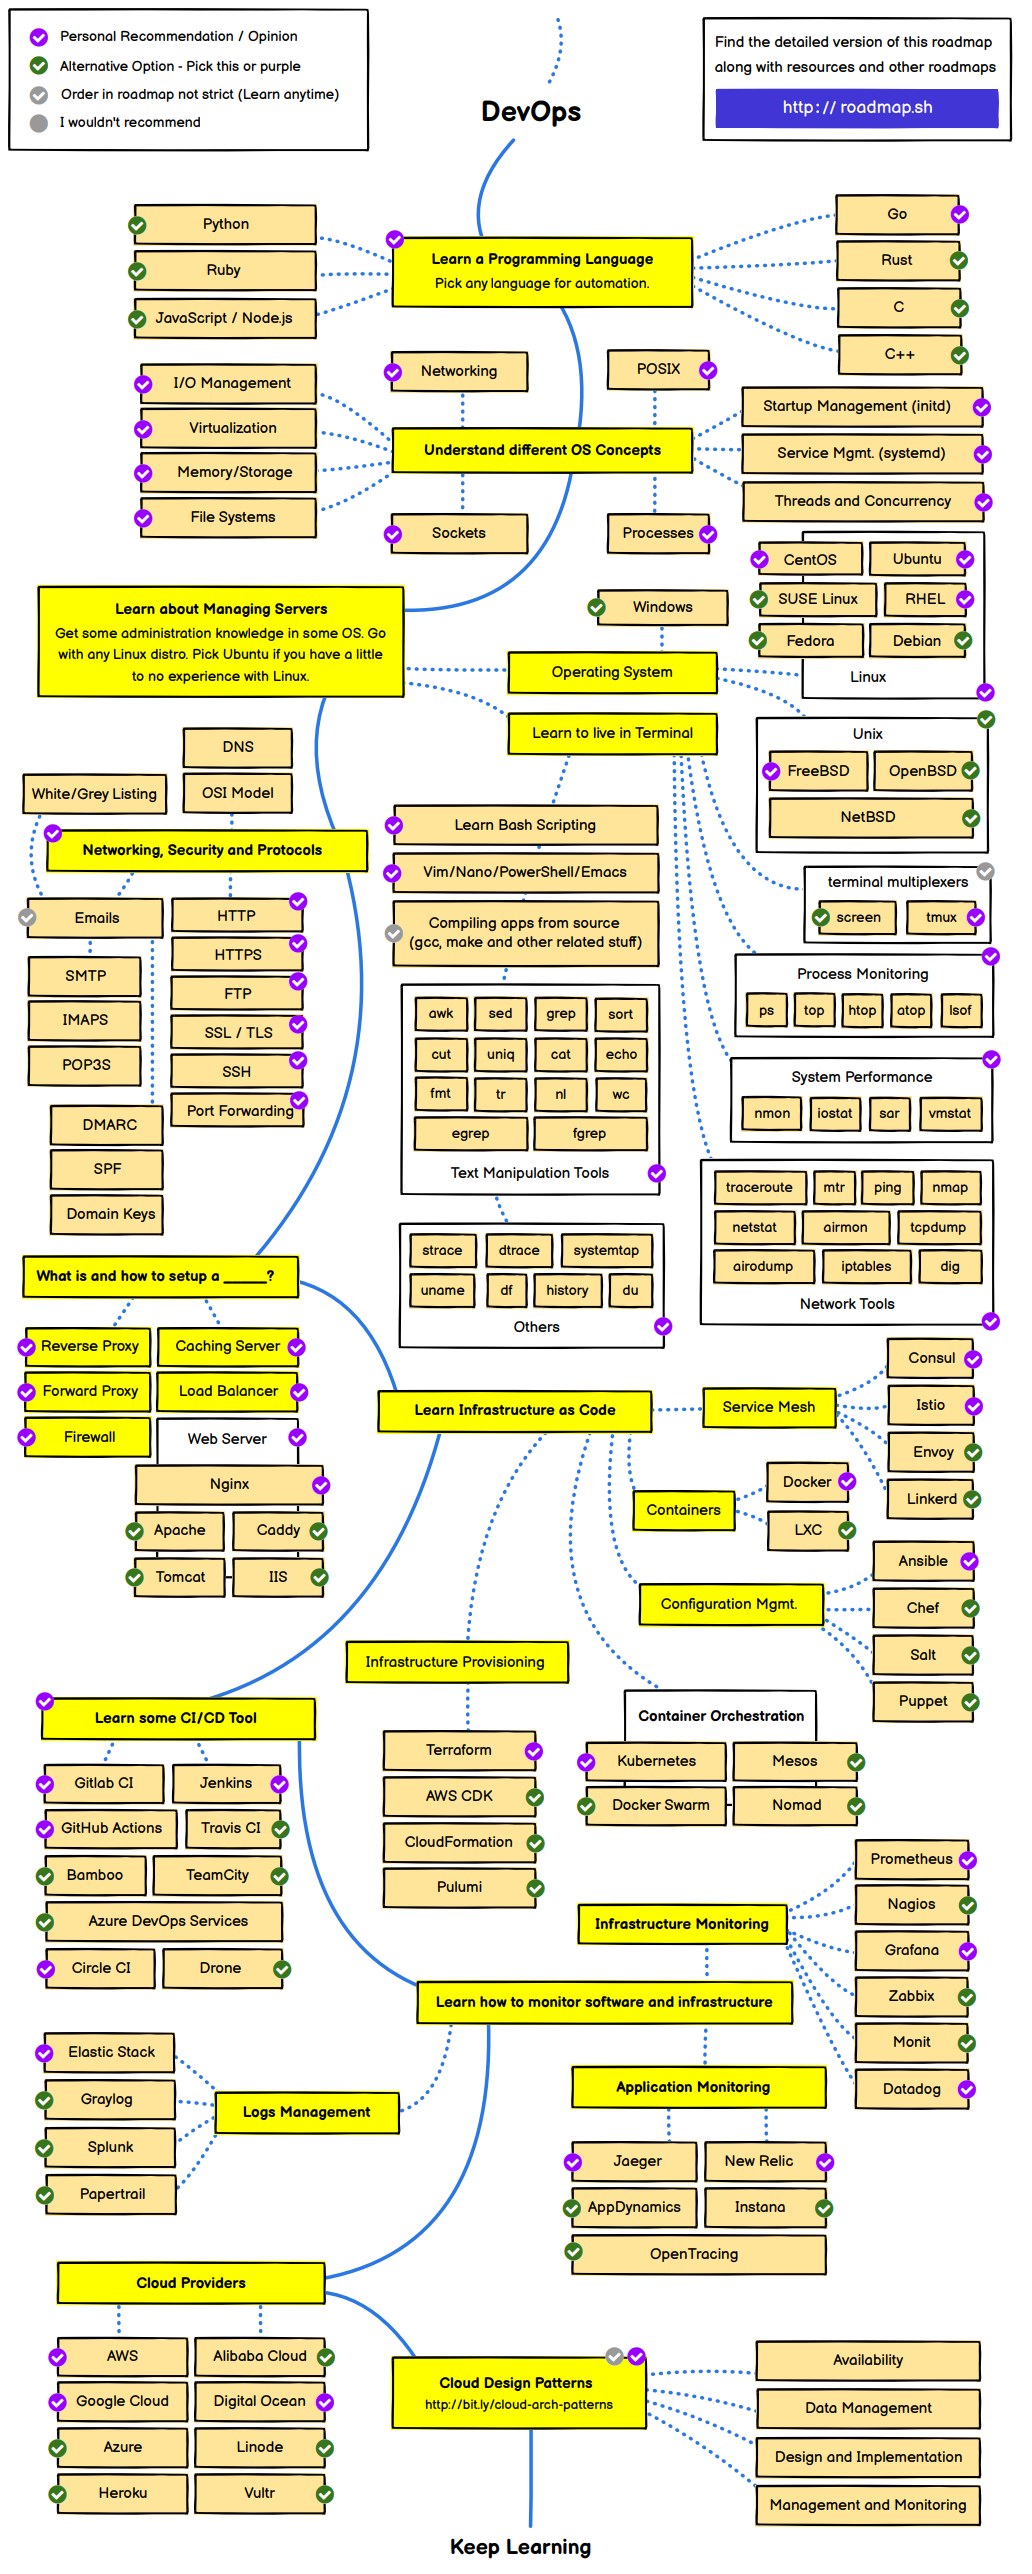 Personal Recommendation / Opinion
Alternative Option - Pick this or purple
Order in roadmap not strict (Learn anytime)
I wouldn't recommend
Find the detailed version of this roadmap
along with resources and other roadmaps
http:// roadmap.sh
DevOps
Python
Ruby
JavaScript / Node.js
Learn a Programming Language
Pick any language for automation.
Go
Rust
C
C++
I/O Management
Virtualization
Memory/Storage
File Systems
Networking
POSIX
Understand different OS Concepts
Sockets
Processes
Startup Management (initd)
Service Mgmt. (systemd)
Threads and Concurrency
Learn about Managing Servers
Get some administration knowledge in some OS. Go
with any Linux distro. Pick Ubuntu if you have a little
to no experience with Linux.
Windows
Operating System
Learn to live in Terminal
CentOS
Ubuntu
SUSE Linux
RHEL
Fedora
Debian
Linux
Unix
FreeBSD
OpenBSD
NetBSD
DNS
OSI Model
White/Grey Listing
Networking, Security and Protocols
Emails
SMTP
IMAPS
POP3S
DMARC
SPF
Domain Keys
HTTP
HTTPS
FTP
SSL / TLS
SSH
Port Forwarding
Learn Bash Scripting
Vim/Nano/PowerShell/Emacs
Compiling apps from source
(gcc, make and other related stuff)
awk
sed
grep
sort
cut
uniq
cat
echo
fmt
tr
nl
wc
egrep
fgrep
Text Manipulation Tools
strace
dtrace
systemtap
uname
df
history
du
Others
terminal multiplexers
screen
tmux
Process Monitoring
ps
top
htop
atop
lsof
System Performance
nmon
iostat
sar
vmstat
traceroute
mtr
ping
nmap
netstat
airmon
tcpdump
airodump
iptables
dig
Network Tools
What is and how to setup a ______?
Reverse Proxy
Caching Server
Forward Proxy
Load Balancer
Firewall
Web Server
Nginx
Apache
Caddy
Tomcat
IIS
Learn Infrastructure as Code
Service Mesh
Consul
Istio
Envoy
Linkerd
Containers
Docker
LXC
Configuration Mgmt.
Ansible
Chef
Salt
Puppet
Infrastructure Provisioning
Terraform
AWS CDK
CloudFormation
Pulumi
Container Orchestration
Kubernetes
Mesos
Docker Swarm
Nomad
Learn some CI/CD Tool
Gitlab CI
Jenkins
GitHub Actions
Travis CI
Bamboo
TeamCity
Azure DevOps Services
Circle CI
Drone
Infrastructure Monitoring
Prometheus
Nagios
Grafana
Zabbix
Monit
Datadog
Learn how to monitor software and infrastructure
Elastic Stack
Graylog
Splunk
Papertrail
Logs Management
Application Monitoring
Jaeger
New Relic
AppDynamics
Instana
OpenTracing
Cloud Providers
AWS
Alibaba Cloud
Google Cloud
Digital Ocean
Azure
Linode
Heroku
Vultr
Cloud Design Patterns
http://bit.ly/cloud-arch-patterns
Availability
Data Management
Design and Implementation
Management and Monitoring
Keep Learning